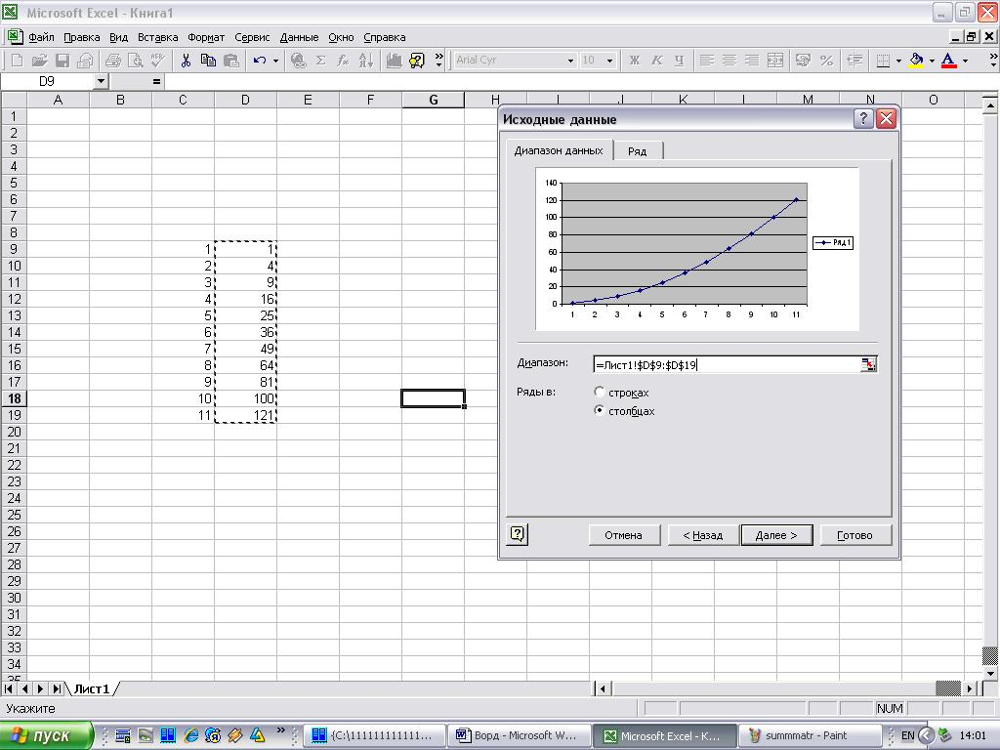 Microsoft Excel - Книга1
Файл Правка Вид Вставка Формат Сервис Данные Окно Справка
Arial Cyr 10 Ж К Ч
D9 =
A B C D E F G H I J K L M N O
1
2
3
4
5
6
7
8
9 1 1
10 2 4
11 3 9
12 4 16
13 5 25
14 6 36
15 7 49
16 8 64
17 9 81
18 10 100
19 11 121
20
21
22
23
24
25
26
27
28
29
30
31
32
33
34
35
Исходные данные
Диапазон данных Ряд
140
120
100
80
60
40
20
0
1 2 3 4 5 6 7 8 9 10 11
Ряд1
Диапазон: =Лист1!$D$9:$D$19
Ряды в: строках
столбцах
Отмена < Назад Далее > Готово
Лист1
Укажите NUM
пуск {C:\111111111111... Ворд - Microsoft W... Microsoft Excel - К... summmatr - Paint EN 14:01